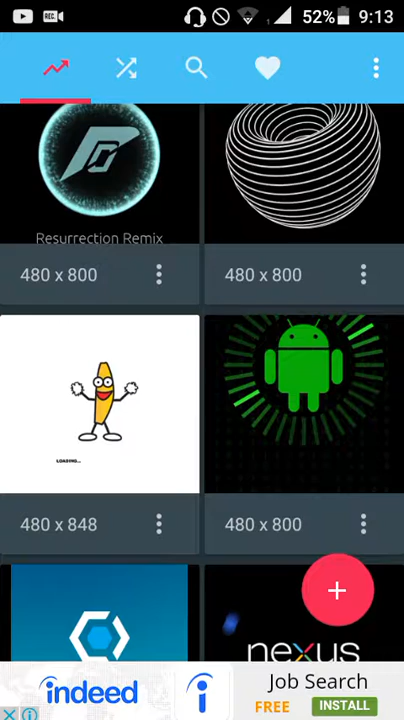 REC.
52%
9:13
Resurrection Remix
480 x 800
480 x 800
LOADING...
480 x 848
480 x 800
nexus
indeed
Job Search
FREE
INSTALL